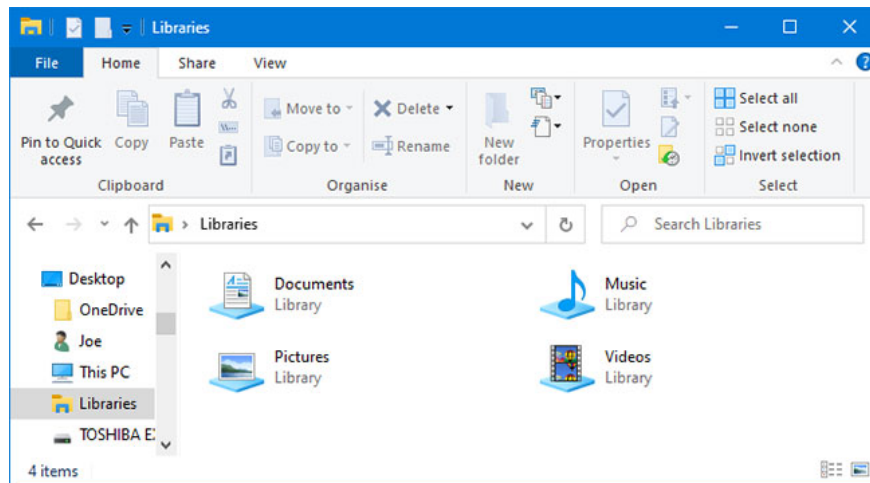 Libraries
File Home Share View
Pin to Quick access
Copy
Paste
Clipboard
Move to
Copy to
Delete
Rename
Organise
New folder
New
Properties
Open
Select all
Select none
Invert selection
Select
Libraries
Search Libraries
Desktop
OneDrive
Joe
This PC
Libraries
TOSHIBA
Documents
Library
Music
Library
Pictures
Library
Videos
Library
4 items